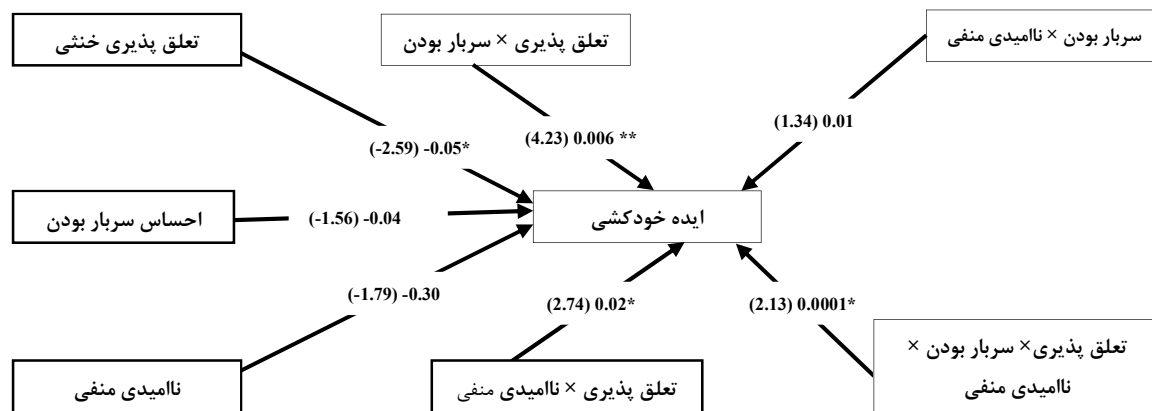 تعلق پذیری خنثی
تعلق پذیری × سربار بودن
سربار بودن × ناامیدی منفی
(-2.59) -0.05*
(4.23) 0.006 **
(1.34) 0.01
احساس سربار بودن
(-1.56) -0.04
ایده خودکشی
(-1.79) -0.30
(2.74) 0.02*
(2.13) 0.0001*
ناامیدی منفی
تعلق پذیری × ناامیدی منفی
تعلق پذیری× سربار بودن ×
ناامیدی منفی